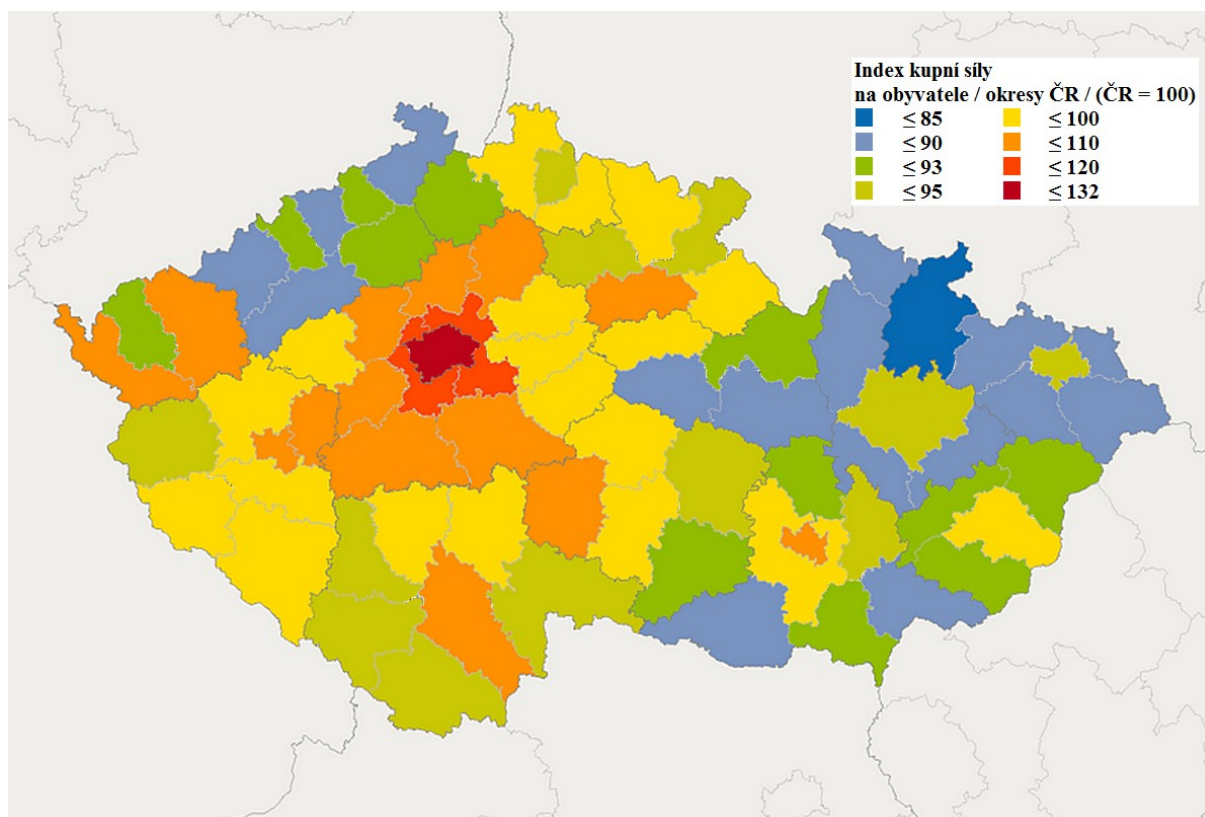 Index kupní síly
na obyvatele / okresy ČR / (ČR = 100)
≤ 85 ≤ 100
≤ 90 ≤ 110
≤ 93 ≤ 120
≤ 95 ≤ 132